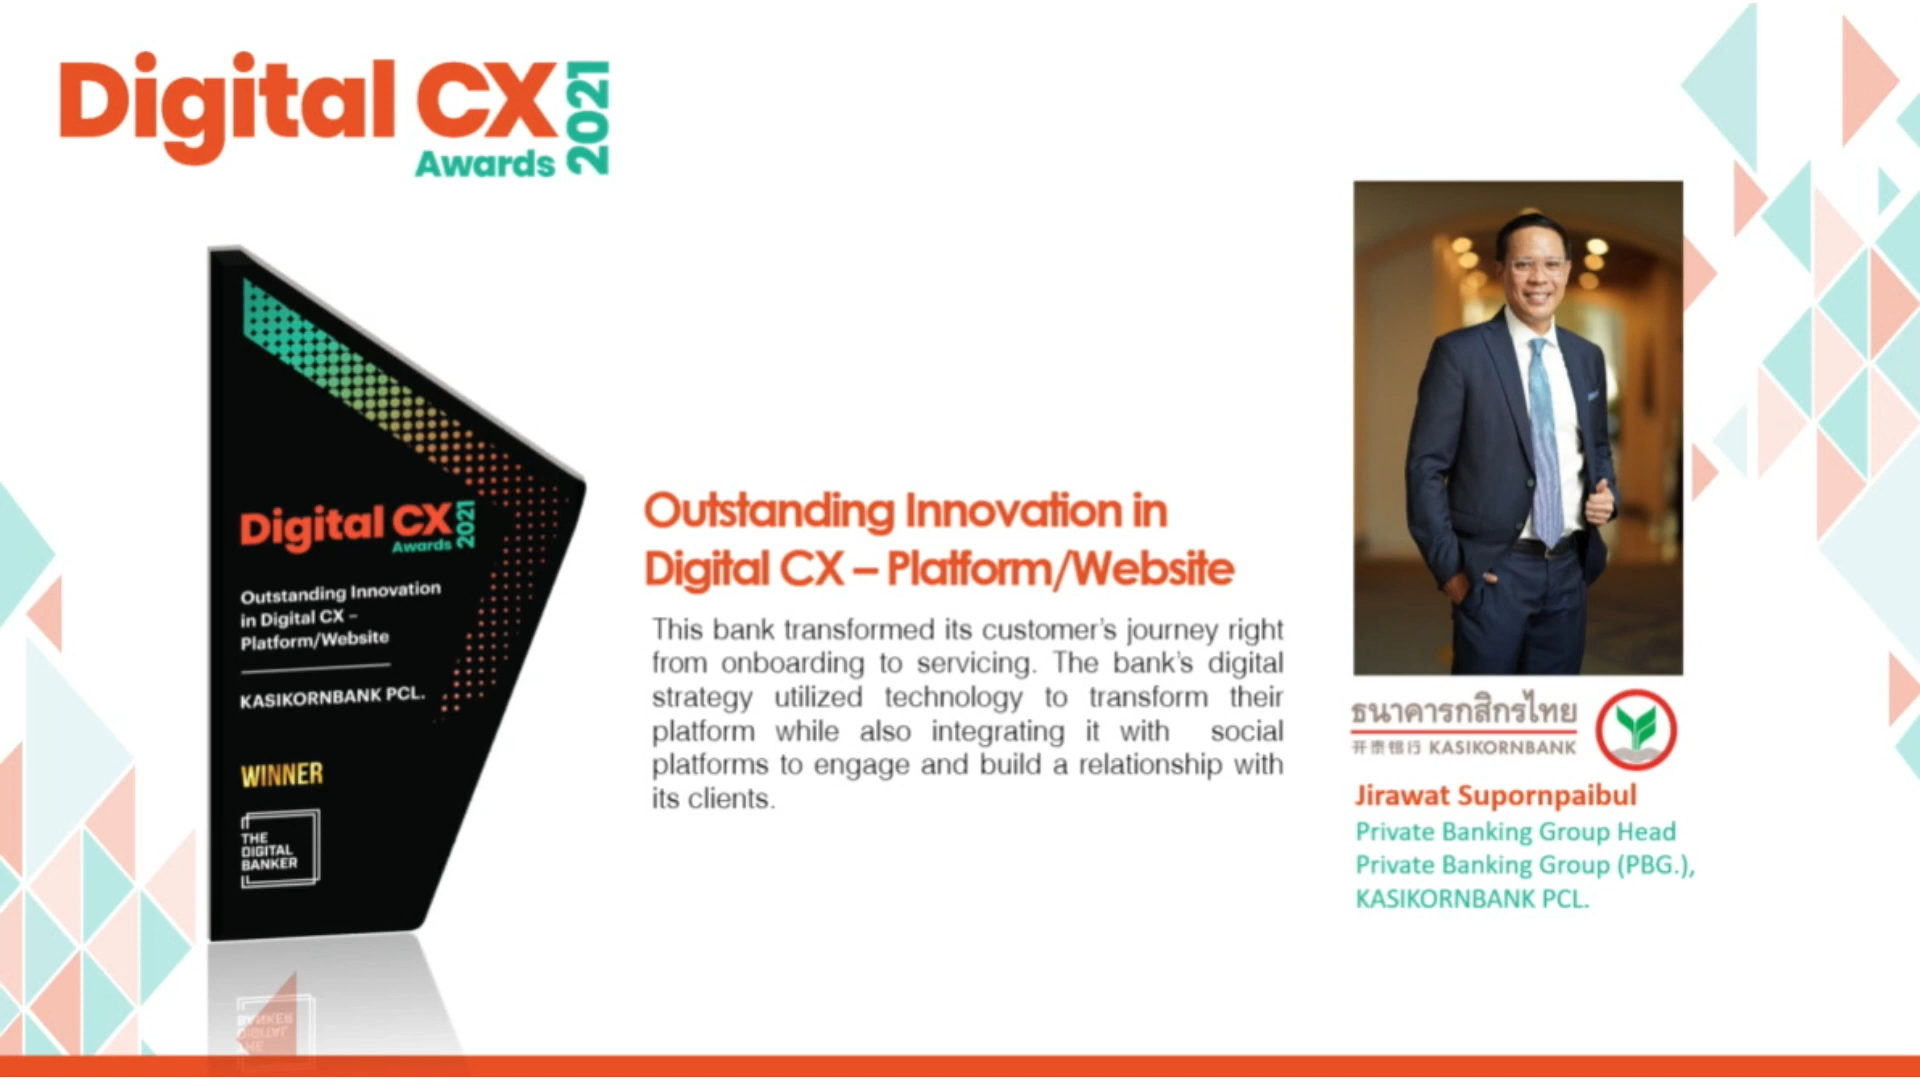 Digital CX
Awards
2021
Digital CX
Awards
2021
Outstanding Innovation
in Digital CX –
Platform/Website
KASIKORNBANK PCL.
WINNER
THE
DIGITAL
BANKER
Outstanding Innovation in
Digital CX – Platform/Website
This bank transformed its customer's journey right
from onboarding to servicing. The bank's digital
strategy utilized technology to transform their
platform while also integrating it with social
platforms to engage and build a relationship with
its clients.
ธนาคารกสิกรไทย
开泰银行 KASIKORNBANK
Jirawat Supornpaibul
Private Banking Group Head
Private Banking Group (PBG.),
KASIKORNBANK PCL.